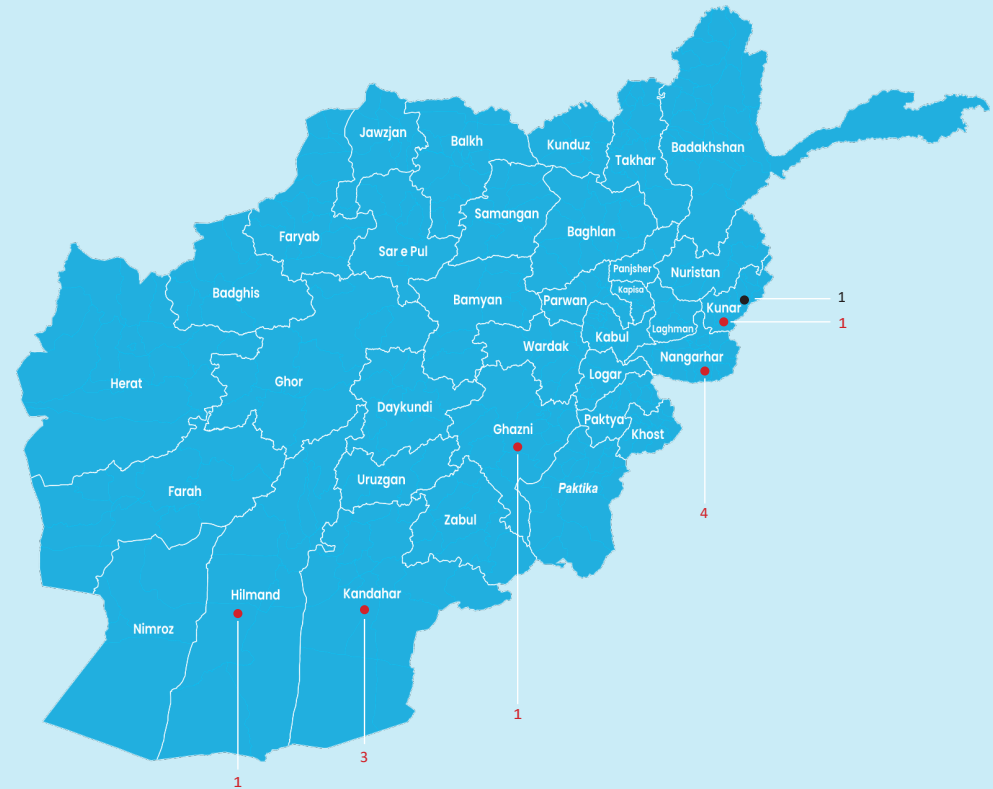 Jawzjan
Balkh
Kunduz
Takhar
Badakhshan
Samangan
Faryab
Sar e Pul
Baghlan
Panjsher
Nuristan
Badghis
Bamyan
Parwan
Kapisa
1
Kunar
1
Laghman
Kabul
Wardak
Nangarhar
Herat
Ghor
Logar
Daykundi
Paktya
Khost
Ghazni
Uruzgan
Farah
Paktika
4
Zabul
Hilmand
Kandahar
Nimroz
1
3
1